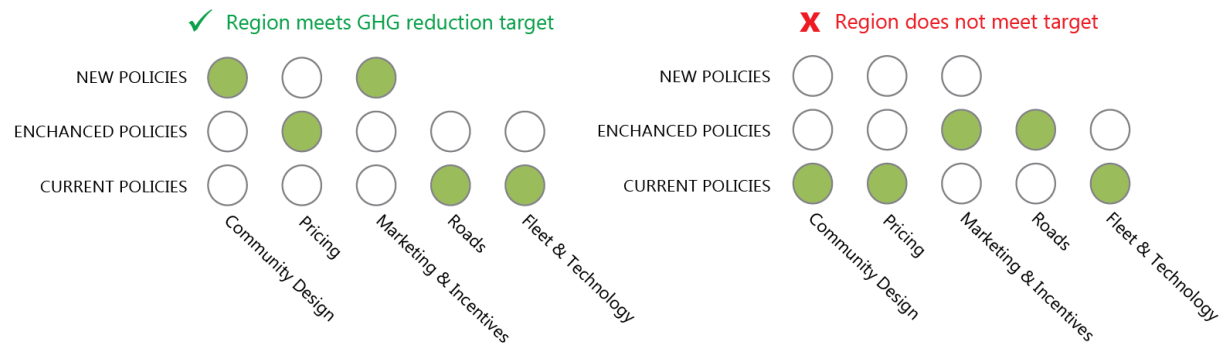 ✓ Region meets GHG reduction target
NEW POLICIES
ENCHANCED POLICIES
CURRENT POLICIES
Community Design
Pricing
Marketing & Incentives
Roads
Fleet & Technology
X Region does not meet target
NEW POLICIES
ENCHANCED POLICIES
CURRENT POLICIES
Community Design
Pricing
Marketing & Incentives
Roads
Fleet & Technology